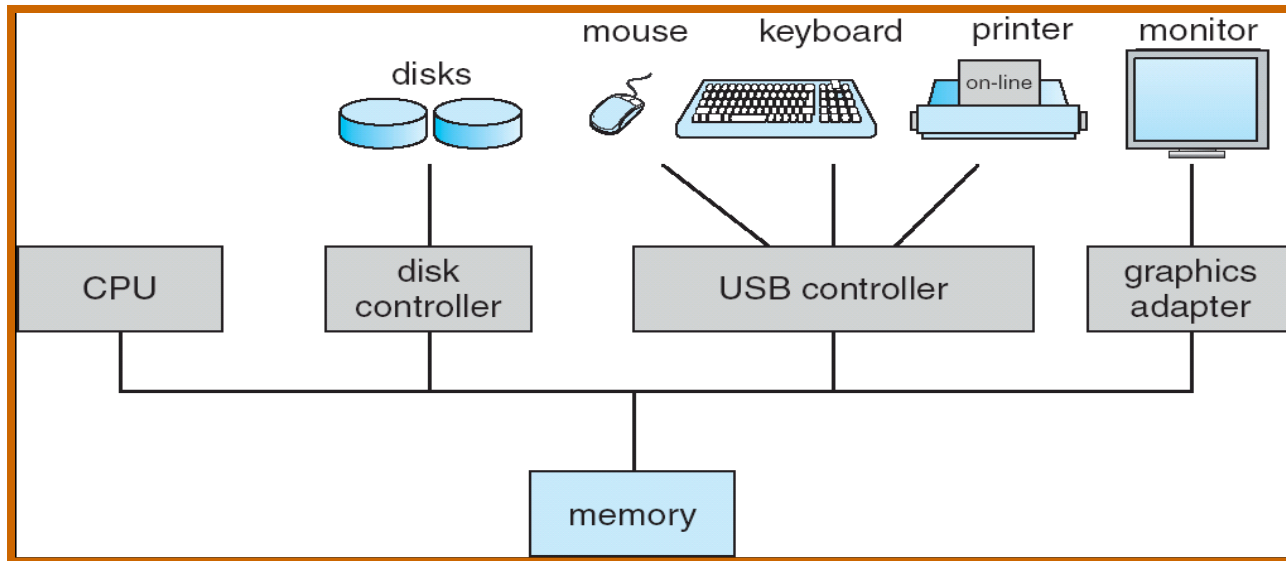 mouse keyboard printer monitor
disks
on-line
CPU
disk
controller
USB controller
graphics
adapter
memory